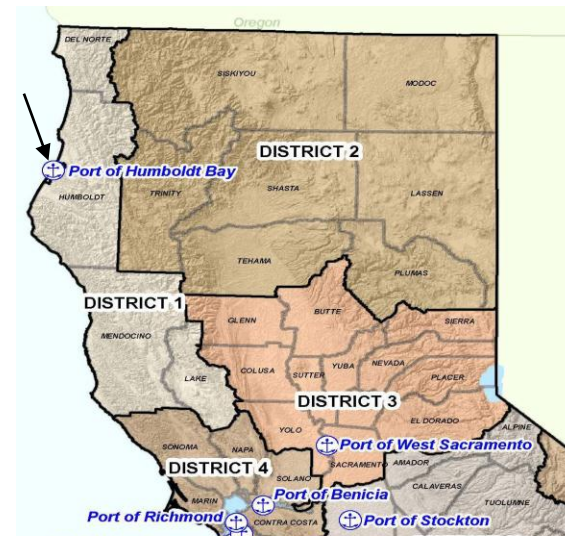 Oregon
DEL NORTE
SISKIYOU
MODOC
Port of Humboldt Bay
DISTRICT 2
HUMBOLDT
TRINITY
SHASTA
LASSEN
TEHAMA
PLUMAS
DISTRICT 1
MENDOCINO
GLENN
BUTTE
SIERRA
LAKE
COLUSA
SUTTER
YUBA
NEVADA
PLACER
DISTRICT 3
YOLO
EL DORADO
ALPINE
SONOMA
NAPA
Port of West Sacramento
DISTRICT 4
SOLANO
SACRAMENTO
AMADOR
CALAVERAS
MARIN
Port of Benicia
TUOLUMNE
Port of Richmond
CONTRA COSTA
Port of Stockton